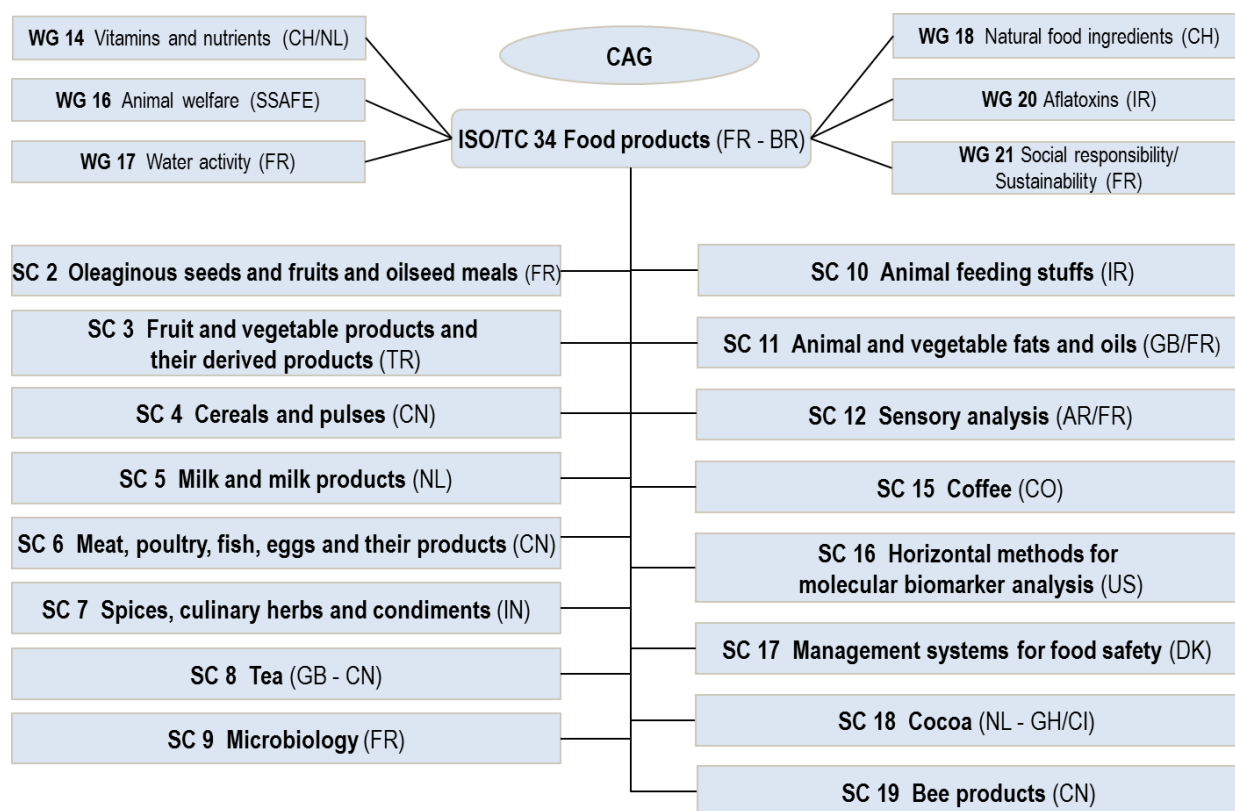 WG 14 Vitamins and nutrients (CH/NL)
WG 16 Animal welfare (SSAFE)
WG 17 Water activity (FR)
CAG
ISO/TC 34 Food products (FR - BR)
WG 18 Natural food ingredients (CH)
WG 20 Aflatoxins (IR)
WG 21 Social responsibility/
Sustainability (FR)
SC 2 Oleaginous seeds and fruits and oilseed meals (FR)
SC 3 Fruit and vegetable products and
their derived products (TR)
SC 4 Cereals and pulses (CN)
SC 5 Milk and milk products (NL)
SC 6 Meat, poultry, fish, eggs and their products (CN)
SC 7 Spices, culinary herbs and condiments (IN)
SC 8 Tea (GB - CN)
SC 9 Microbiology (FR)
SC 10 Animal feeding stuffs (IR)
SC 11 Animal and vegetable fats and oils (GB/FR)
SC 12 Sensory analysis (AR/FR)
SC 15 Coffee (CO)
SC 16 Horizontal methods for
molecular biomarker analysis (US)
SC 17 Management systems for food safety (DK)
SC 18 Cocoa (NL - GH/CI)
SC 19 Bee products (CN)